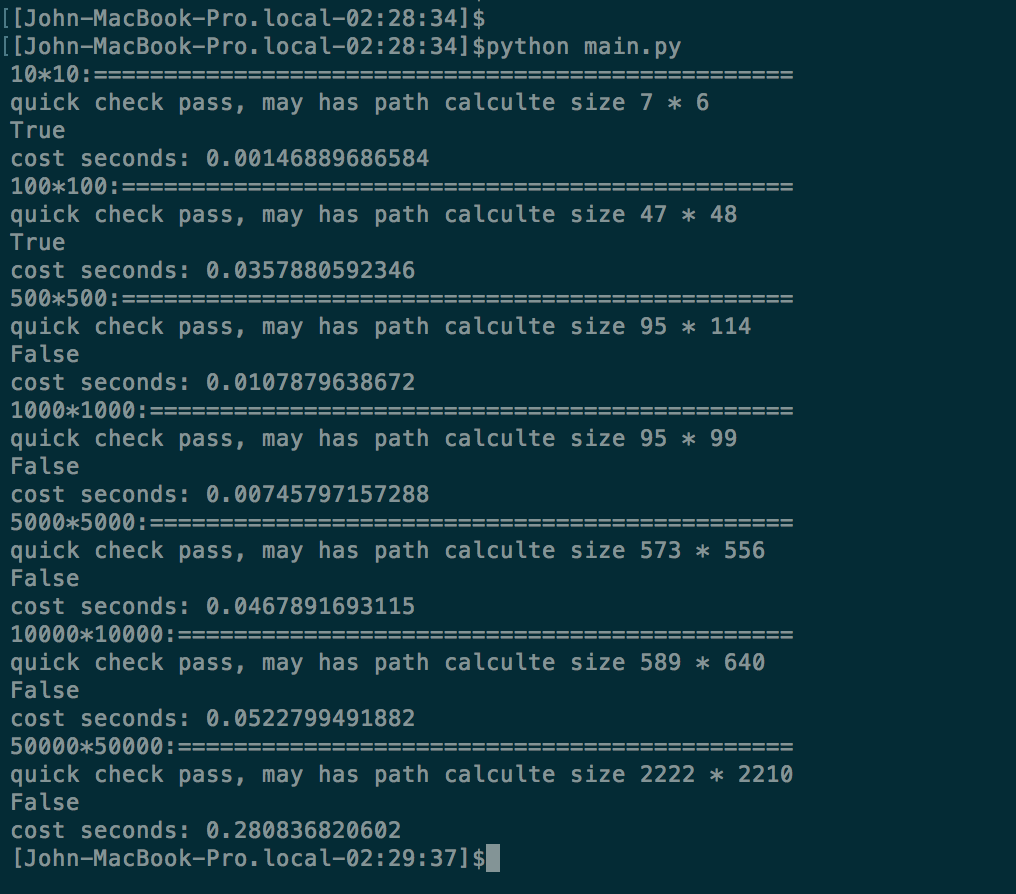 [[John-MacBook-Pro.local-02:28:34]$
[[John-MacBook-Pro.local-02:28:34]$python main.py
10*10:==================================================
quick check pass, may has path calculte size 7 * 6
True
cost seconds: 0.00146889686584
100*100:================================================
quick check pass, may has path calculte size 47 * 48
True
cost seconds: 0.0357880592346
500*500:================================================
quick check pass, may has path calculte size 95 * 114
False
cost seconds: 0.0107879638672
1000*1000:==============================================
quick check pass, may has path calculte size 95 * 99
False
cost seconds: 0.00745797157288
5000*5000:==============================================
quick check pass, may has path calculte size 573 * 556
False
cost seconds: 0.0467891693115
10000*10000:============================================
quick check pass, may has path calculte size 589 * 640
False
cost seconds: 0.0522799491882
50000*50000:============================================
quick check pass, may has path calculte size 2222 * 2210
False
cost seconds: 0.280836820602
[John-MacBook-Pro.local-02:29:37]$